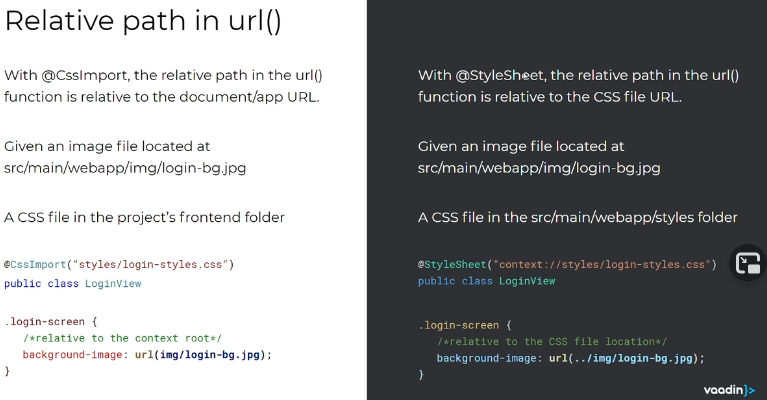 Relative path in url()
With @CssImport, the relative path in the url()
function is relative to the document/app URL.
Given an image file located at
src/main/webapp/img/login-bg.jpg
A CSS file in the project's frontend folder
@CssImport("styles/login-styles.css")
public class LoginView
.login-screen {
/*relative to the context root*/
background-image: url(img/login-bg.jpg);
}
With @StyleSheet, the relative path in the url()
function is relative to the CSS file URL.
Given an image file located at
src/main/webapp/img/login-bg.jpg
A CSS file in the src/main/webapp/styles folder
@StyleSheet("context://styles/login-styles.css")
public class LoginView
.login-screen {
/*relative to the CSS file location*/
background-image: url(../img/login-bg.jpg);
}
vaadin}>